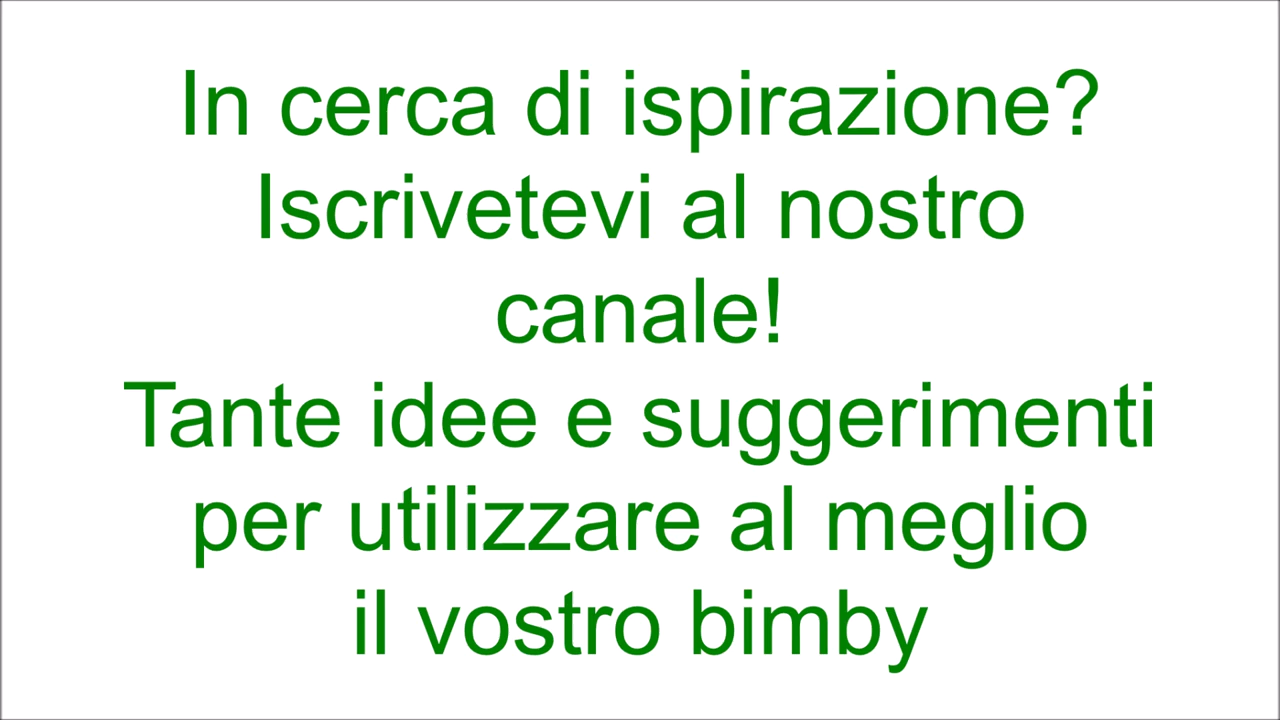 In cerca di ispirazione?
Iscrivetevi al nostro
canale!
Tante idee e suggerimenti
per utilizzare al meglio
il vostro bimby